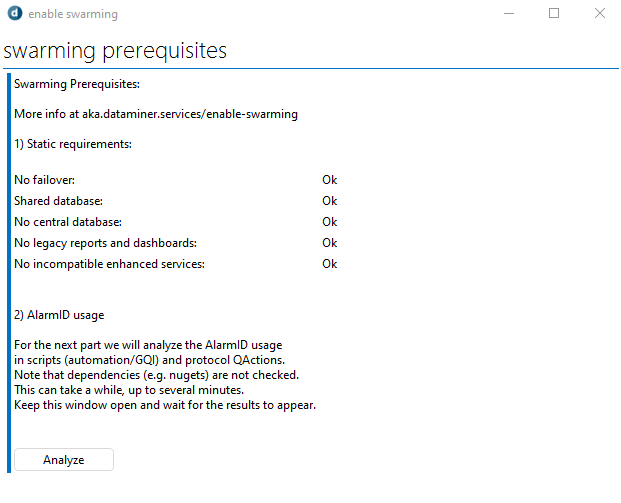 enable swarming
swarming prerequisites
Swarming Prerequisites:
More info at aka.dataminer.services/enable-swarming
1) Static requirements:
No failover: Ok
Shared database: Ok
No central database: Ok
No legacy reports and dashboards: Ok
No incompatible enhanced services: Ok
2) AlarmID usage
For the next part we will analyze the AlarmID usage
in scripts (automation/GQI) and protocol QActions.
Note that dependencies (e.g. nugets) are not checked.
This can take a while, up to several minutes.
Keep this window open and wait for the results to appear.
Analyze